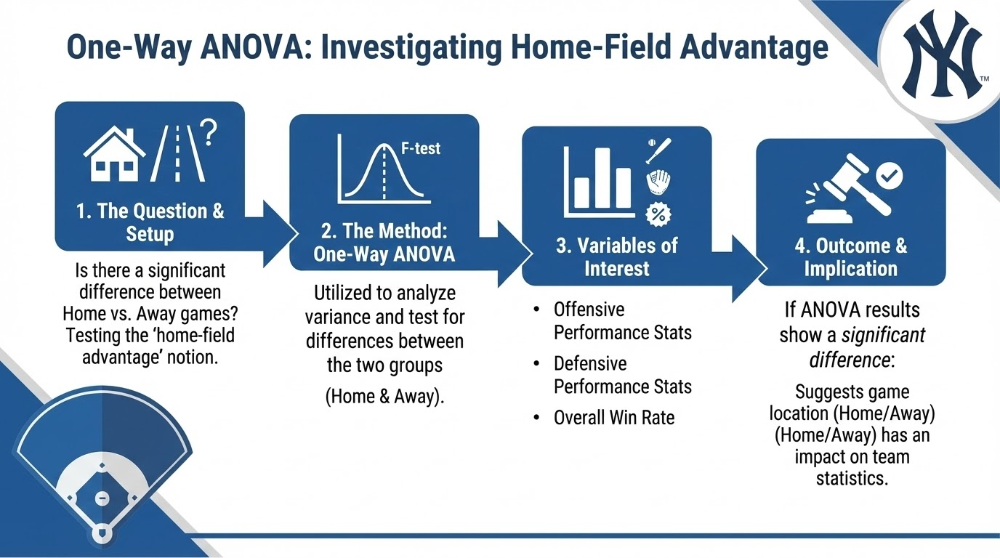 One-Way ANOVA: Investigating Home-Field Advantage
NY
TM
?
1. The Question &
Setup
Is there a significant
difference between
Home vs. Away games?
Testing the ‘home-field
advantage’ notion.
F-test
2. The Method:
One-Way ANOVA
Utilized to analyze
variance and test for
differences between
the two groups
(Home & Away).
%
3. Variables of
Interest
• Offensive
Performance Stats
• Defensive
Performance Stats
• Overall Win Rate
4. Outcome &
Implication
If ANOVA results
show a significant
difference:
Suggests game
location (Home/Away)
(Home/Away) has an
impact on team
statistics.